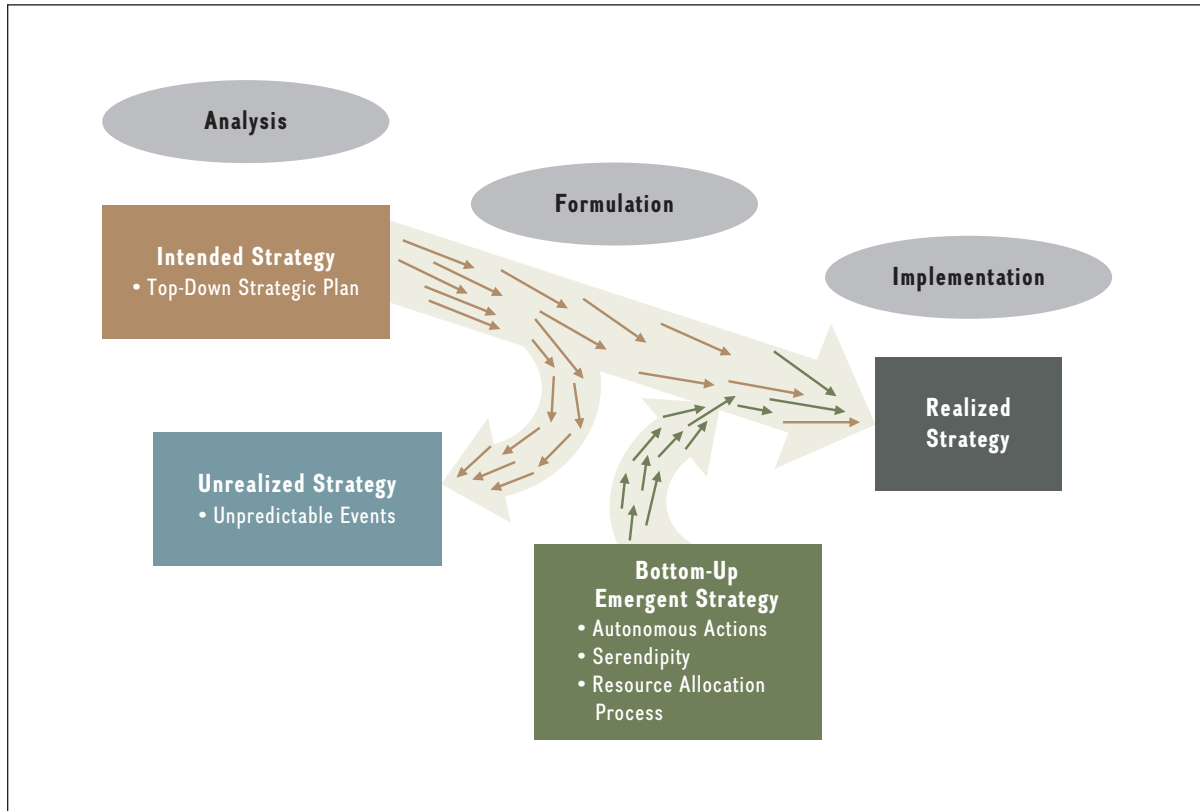 Analysis
Formulation
Implementation
Intended Strategy
• Top-Down Strategic Plan
Realized
Strategy
Unrealized Strategy
• Unpredictable Events
Bottom-Up
Emergent Strategy
• Autonomous Actions
• Serendipity
• Resource Allocation
Process